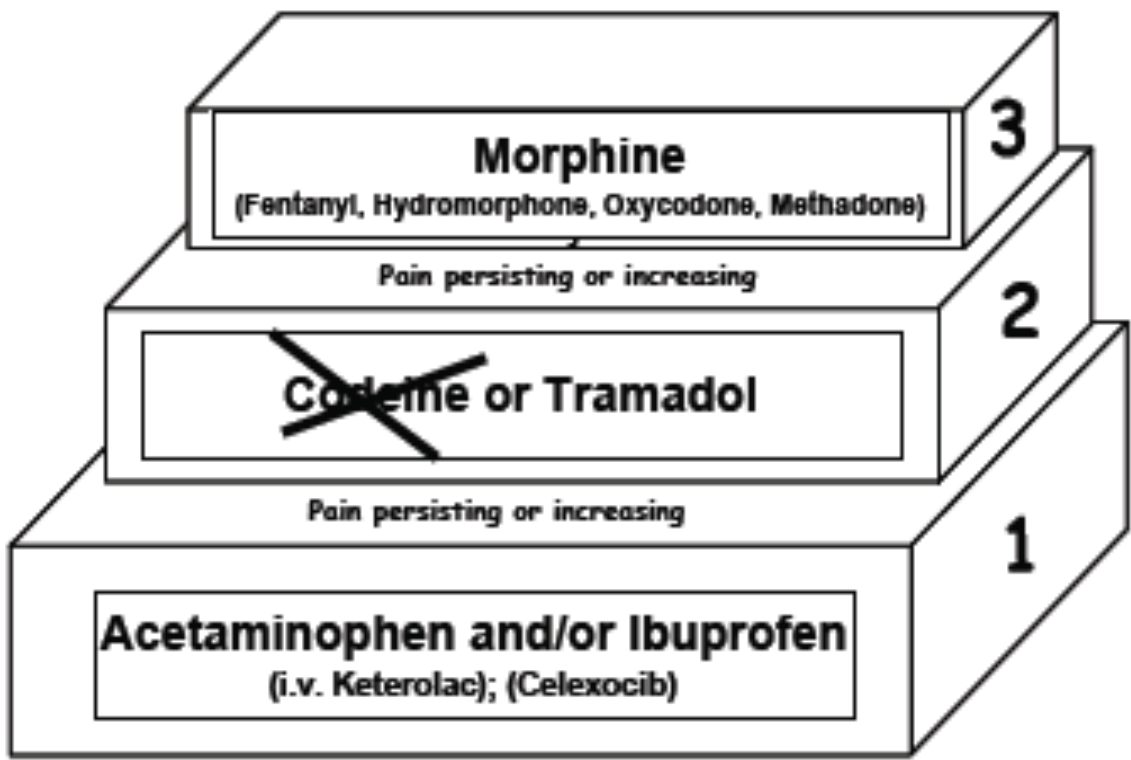 Morphine
(Fentanyl, Hydromorphone, Oxycodone, Methadone)
3
Pain persisting or increasing
2
Codeine or Tramadol
Pain persisting or increasing
1
Acetaminophen and/or Ibuprofen
(i.v. Keterolac); (Celexocib)